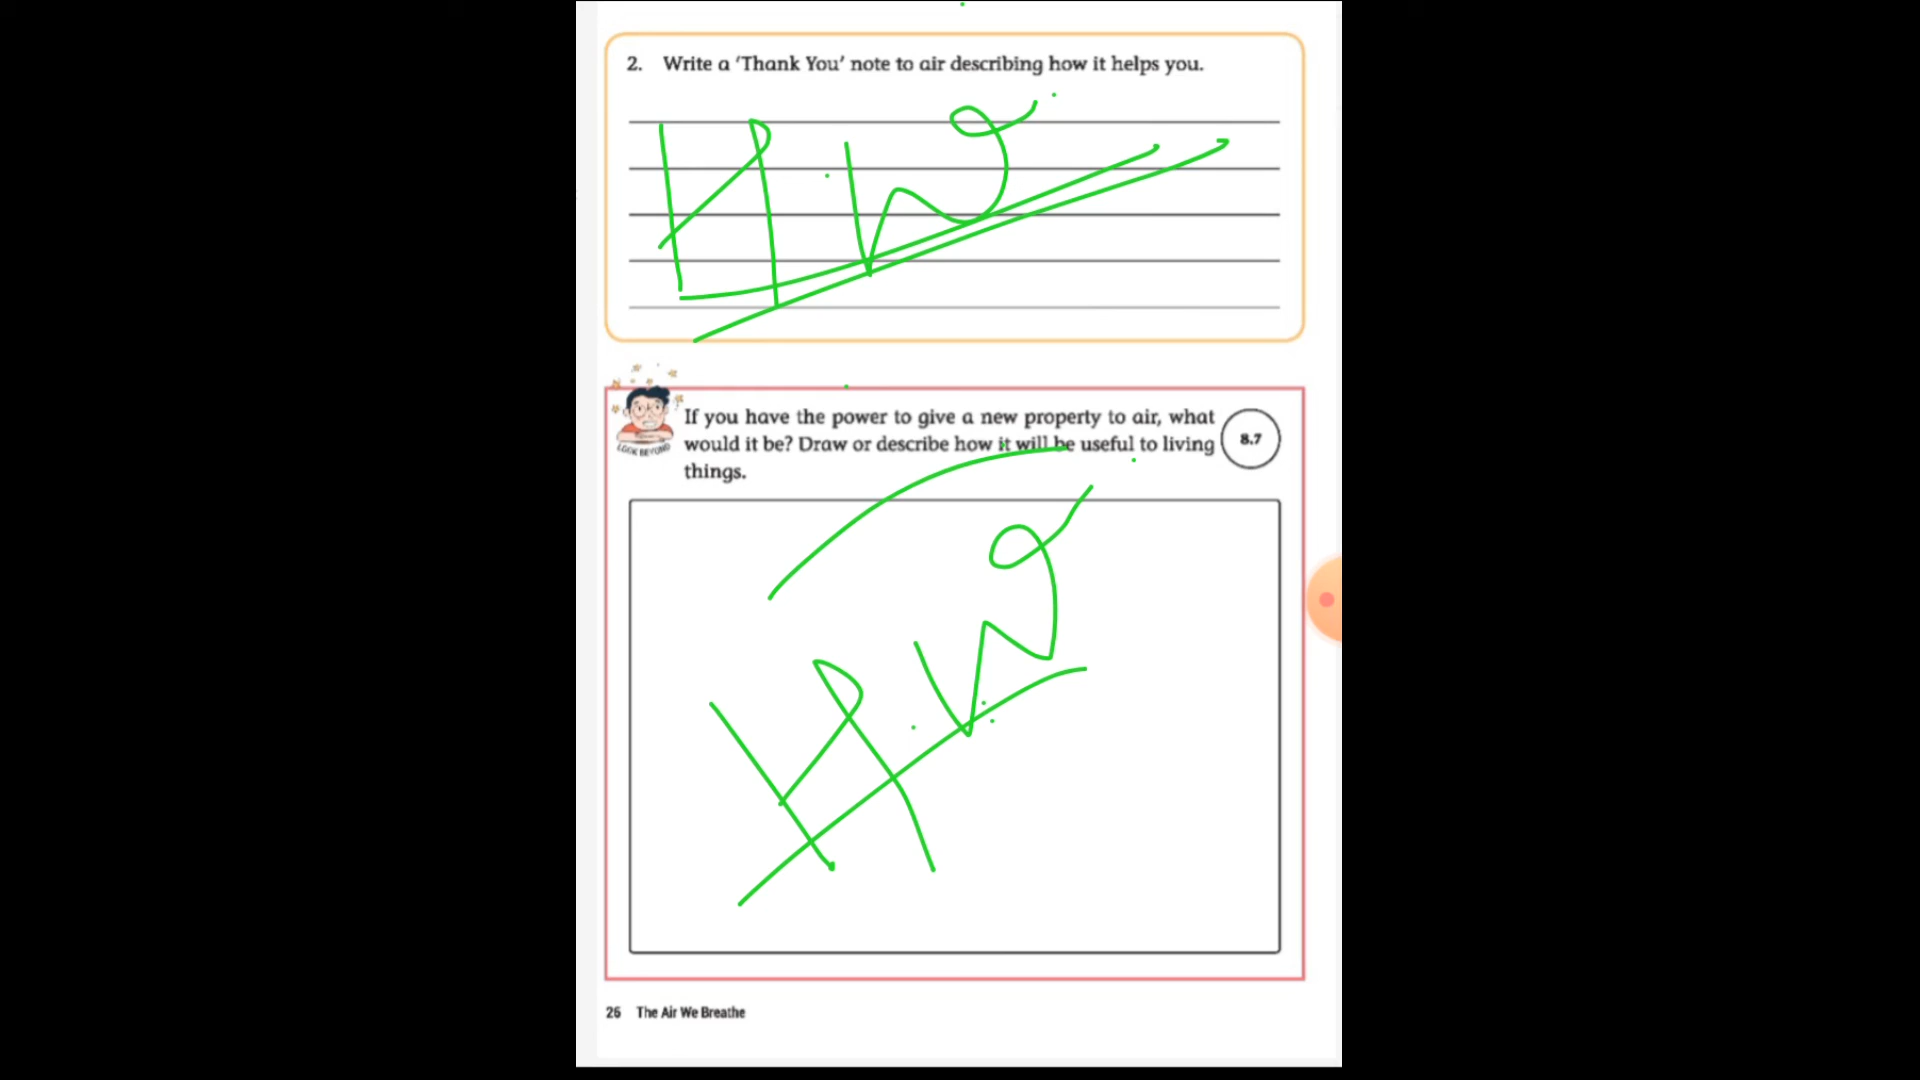 2. Write a ‘Thank You’ note to air describing how it helps you.
H.W
LOOK BEYOND
If you have the power to give a new property to air, what
would it be? Draw or describe how it will be useful to living
things.
8.7
H.W
26 The Air We Breathe